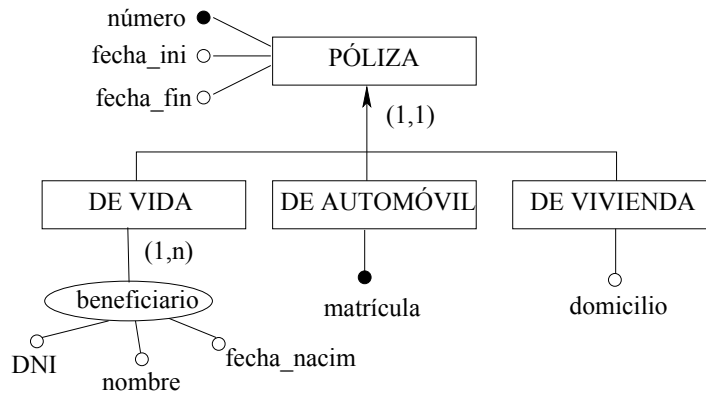 número
fecha_ini
fecha_fin
PÓLIZA
(1,1)
DE VIDA
DE AUTOMÓVIL
DE VIVIENDA
(1,n)
beneficiario
matrícula
domicilio
DNI
nombre
fecha_nacim